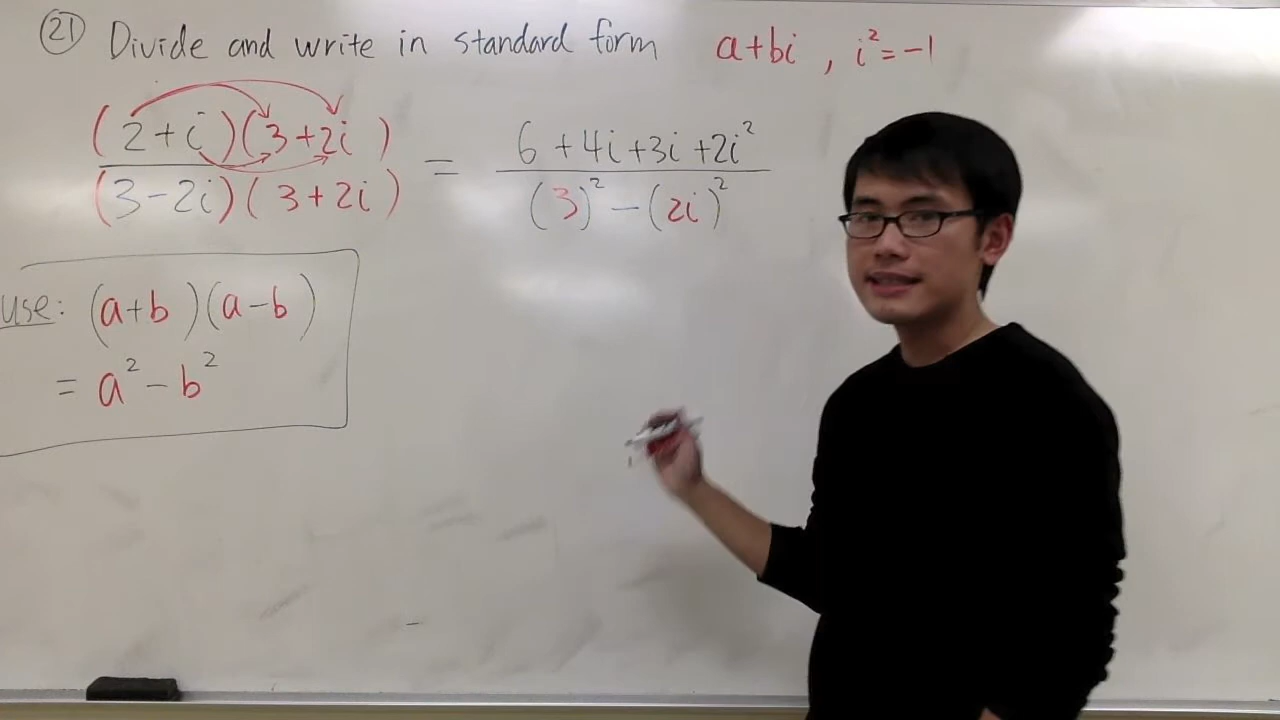 ㉑ Divide and write in standard form a+bi , i²=-1
(2+i)(3+2i) / (3-2i)(3+2i) = 6+4i+3i+2i² / (3)²-(2i)²
use: (a+b)(a-b)
= a²-b²